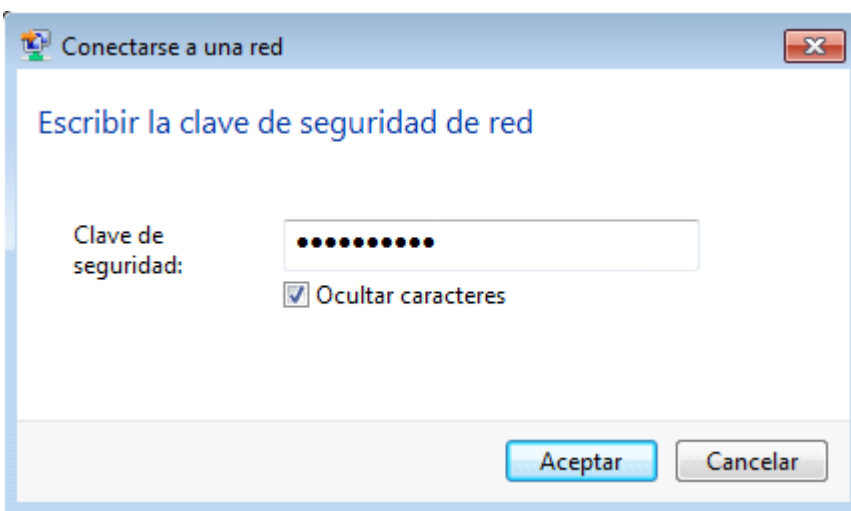 Conectarse a una red
Escribir la clave de seguridad de red
Clave de
seguridad:
••••••••••
Ocultar caracteres
Aceptar
Cancelar